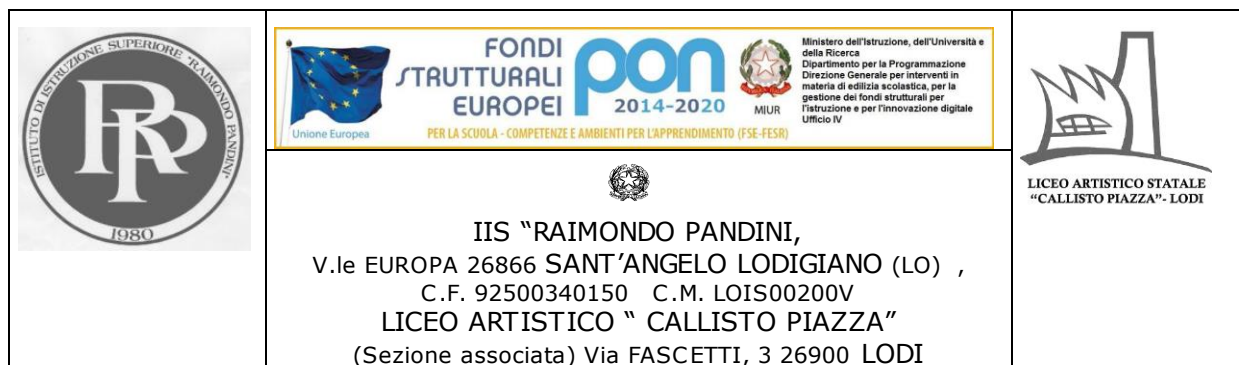 ISTITUTO DI ISTRUZIONE SUPERIORE "RAIMONDO PANDINI"
RP
1980
Unione Europea
FONDI
STRUTTURALI
EUROPEI
pon
2014-2020
MIUR
Ministero dell'Istruzione, dell'Università e
della Ricerca
Dipartimento per la Programmazione
Direzione Generale per interventi in
materia di edilizia scolastica, per la
gestione dei fondi strutturali per
l'istruzione e per l'innovazione digitale
Ufficio IV
PER LA SCUOLA - COMPETENZE E AMBIENTI PER L'APPRENDIMENTO (FSE-FESR)
IIS “RAIMONDO PANDINI,
V.le EUROPA 26866 SANT’ANGELO LODIGIANO (LO) ,
C.F. 92500340150 C.M. LOIS00200V
LICEO ARTISTICO “ CALLISTO PIAZZA”
(Sezione associata) Via FASCETTI, 3 26900 LODI
LICEO ARTISTICO STATALE
"CALLISTO PIAZZA"- LODI